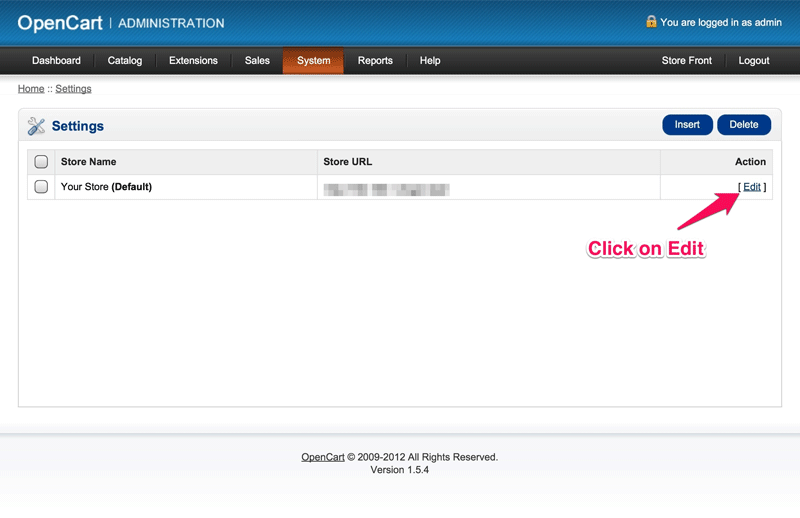 OpenCart | ADMINISTRATION
You are logged in as admin
Dashboard Catalog Extensions Sales System Reports Help Store Front Logout
Home :: Settings
Settings
Insert Delete
Store Name Store URL Action
Your Store (Default) [ Edit ]
Click on Edit
OpenCart © 2009-2012 All Rights Reserved.
Version 1.5.4